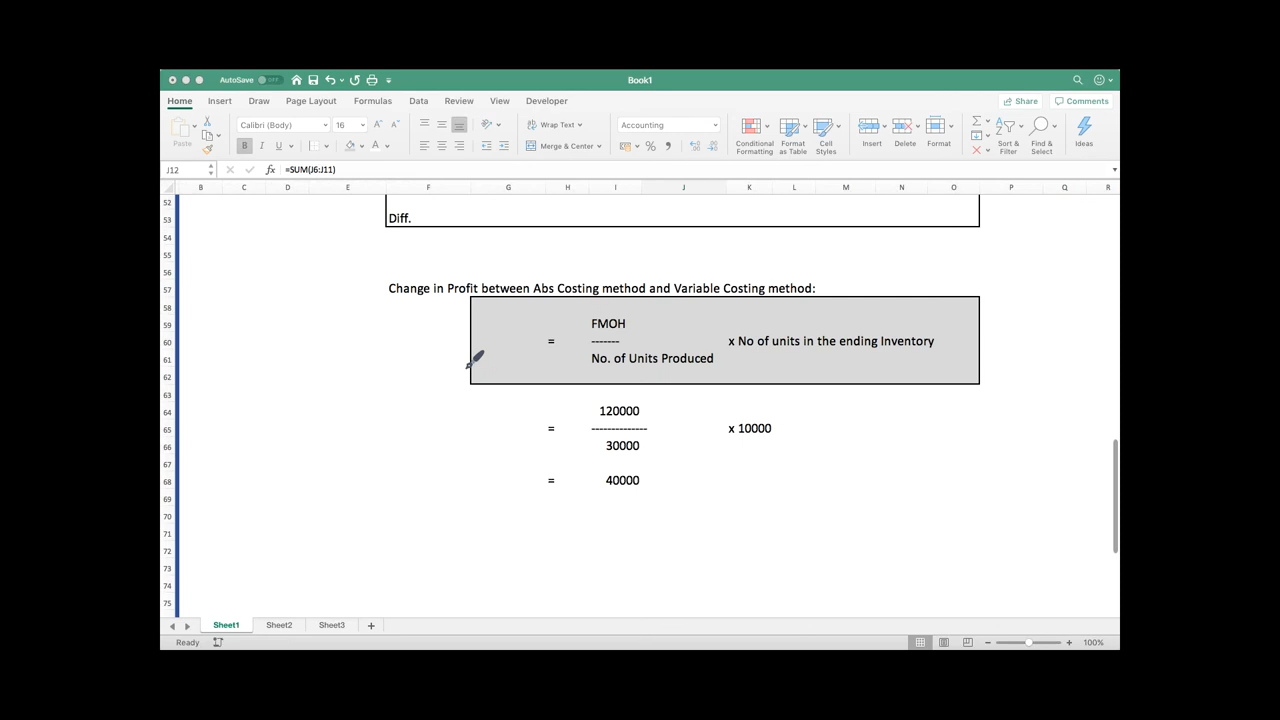 AutoSave OFF
Book1
Home Insert Draw Page Layout Formulas Data Review View Developer
Share Comments
Paste
Calibri (Body) 16 A A
B I U A
Wrap Text
Merge & Center
Accounting
%
Conditional Formatting
Format as Table
Cell Styles
Insert
Delete
Format
Sort & Filter
Find & Select
Ideas
J12 fx =SUM(J6:J11)
B C D E F G H I J K L M N O P Q R
52
53 Diff.
54
55
56
57 Change in Profit between Abs Costing method and Variable Costing method:
58
59 FMOH
60 = ------- x No of units in the ending Inventory
61 No. of Units Produced
62
63
64 120000
65 = -------------- x 10000
66 30000
67
68 = 40000
69
70
71
72
73
74
75
Sheet1 Sheet2 Sheet3 +
Ready
100%